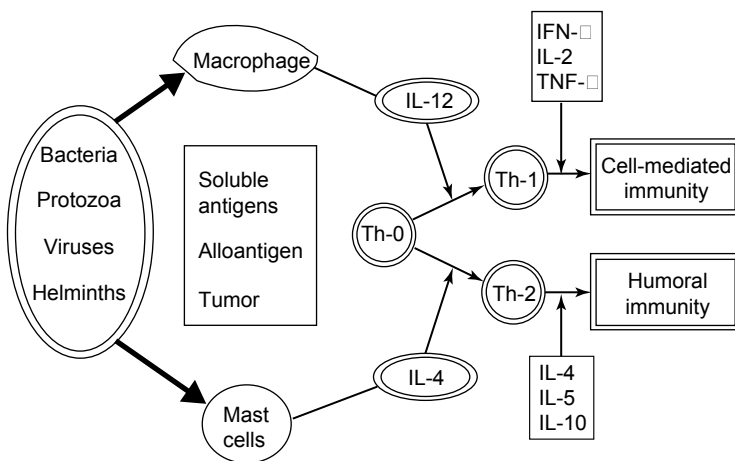 Macrophage
Bacteria
Protozoa
Viruses
Helminths
Soluble
antigens
Alloantigen
Tumor
Mast
cells
IL-12
IL-4
Th-0
Th-1
Th-2
IFN-□
IL-2
TNF-□
Cell-mediated
immunity
Humoral
immunity
IL-4
IL-5
IL-10